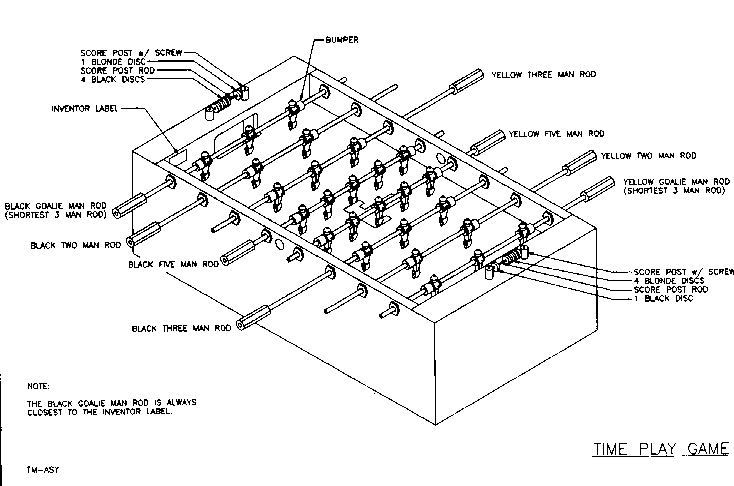 BUMPER
SCORE POST w/ SCREW
1 BLONDE DISC
SCORE POST ROD
4 BLACK DISCS
INVENTOR LABEL
YELLOW THREE MAN ROD
YELLOW FIVE MAN ROD
YELLOW TWO MAN ROD
YELLOW GOALIE MAN ROD
(SHORTEST 3 MAN ROD)
BLACK GOALIE MAN ROD
(SHORTEST 3 MAN ROD)
BLACK TWO MAN ROD
BLACK FIVE MAN ROD
SCORE POST w/ SCREW
4 BLONDE DISCS
SCORE POST ROD
1 BLACK DISC
BLACK THREE MAN ROD
NOTE:
THE BLACK GOALIE MAN ROD IS ALWAYS
CLOSEST TO THE INVENTOR LABEL.
TIME PLAY GAME
TM-ASY